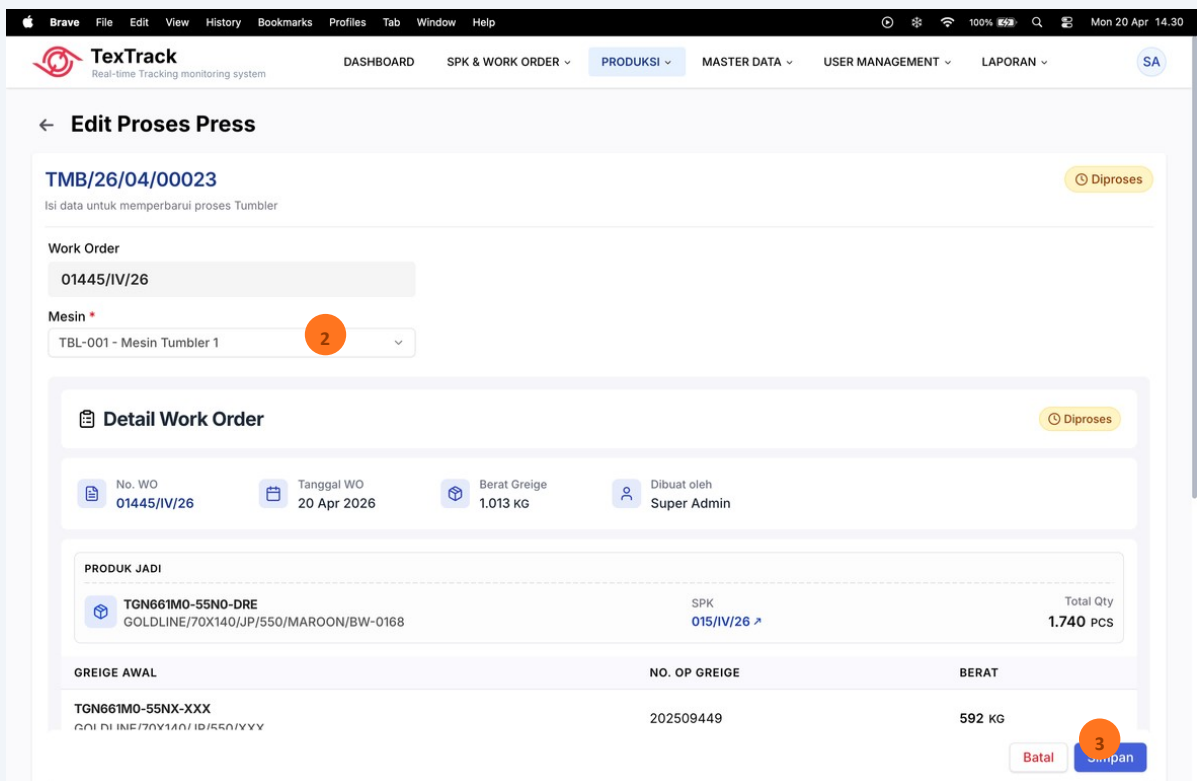 Brave File Edit View History Bookmarks Profiles Tab Window Help 100% Mon 20 Apr 14.30
TexTrack
Real-time Tracking monitoring system
DASHBOARD SPK & WORK ORDER PRODUKSI MASTER DATA USER MANAGEMENT LAPORAN SA
← Edit Proses Press
TMB/26/04/00023 Diproses
Isi data untuk memperbarui proses Tumbler
Work Order
01445/IV/26
Mesin *
TBL-001 - Mesin Tumbler 1 2
Detail Work Order Diproses
No. WO Tanggal WO Berat Greige Dibuat oleh
01445/IV/26 20 Apr 2026 1.013 KG Super Admin
PRODUK JADI
TGN661M0-55N0-DRE SPK Total Qty
GOLDLINE/70X140/JP/550/MAROON/BW-0168 015/IV/26 ↗ 1.740 PCS
GREIGE AWAL NO. OP GREIGE BERAT
TGN661M0-55NX-XXX 202509449 592 KG
GOLDLINE/70X140/JP/550/XXX
Batal 3 Simpan